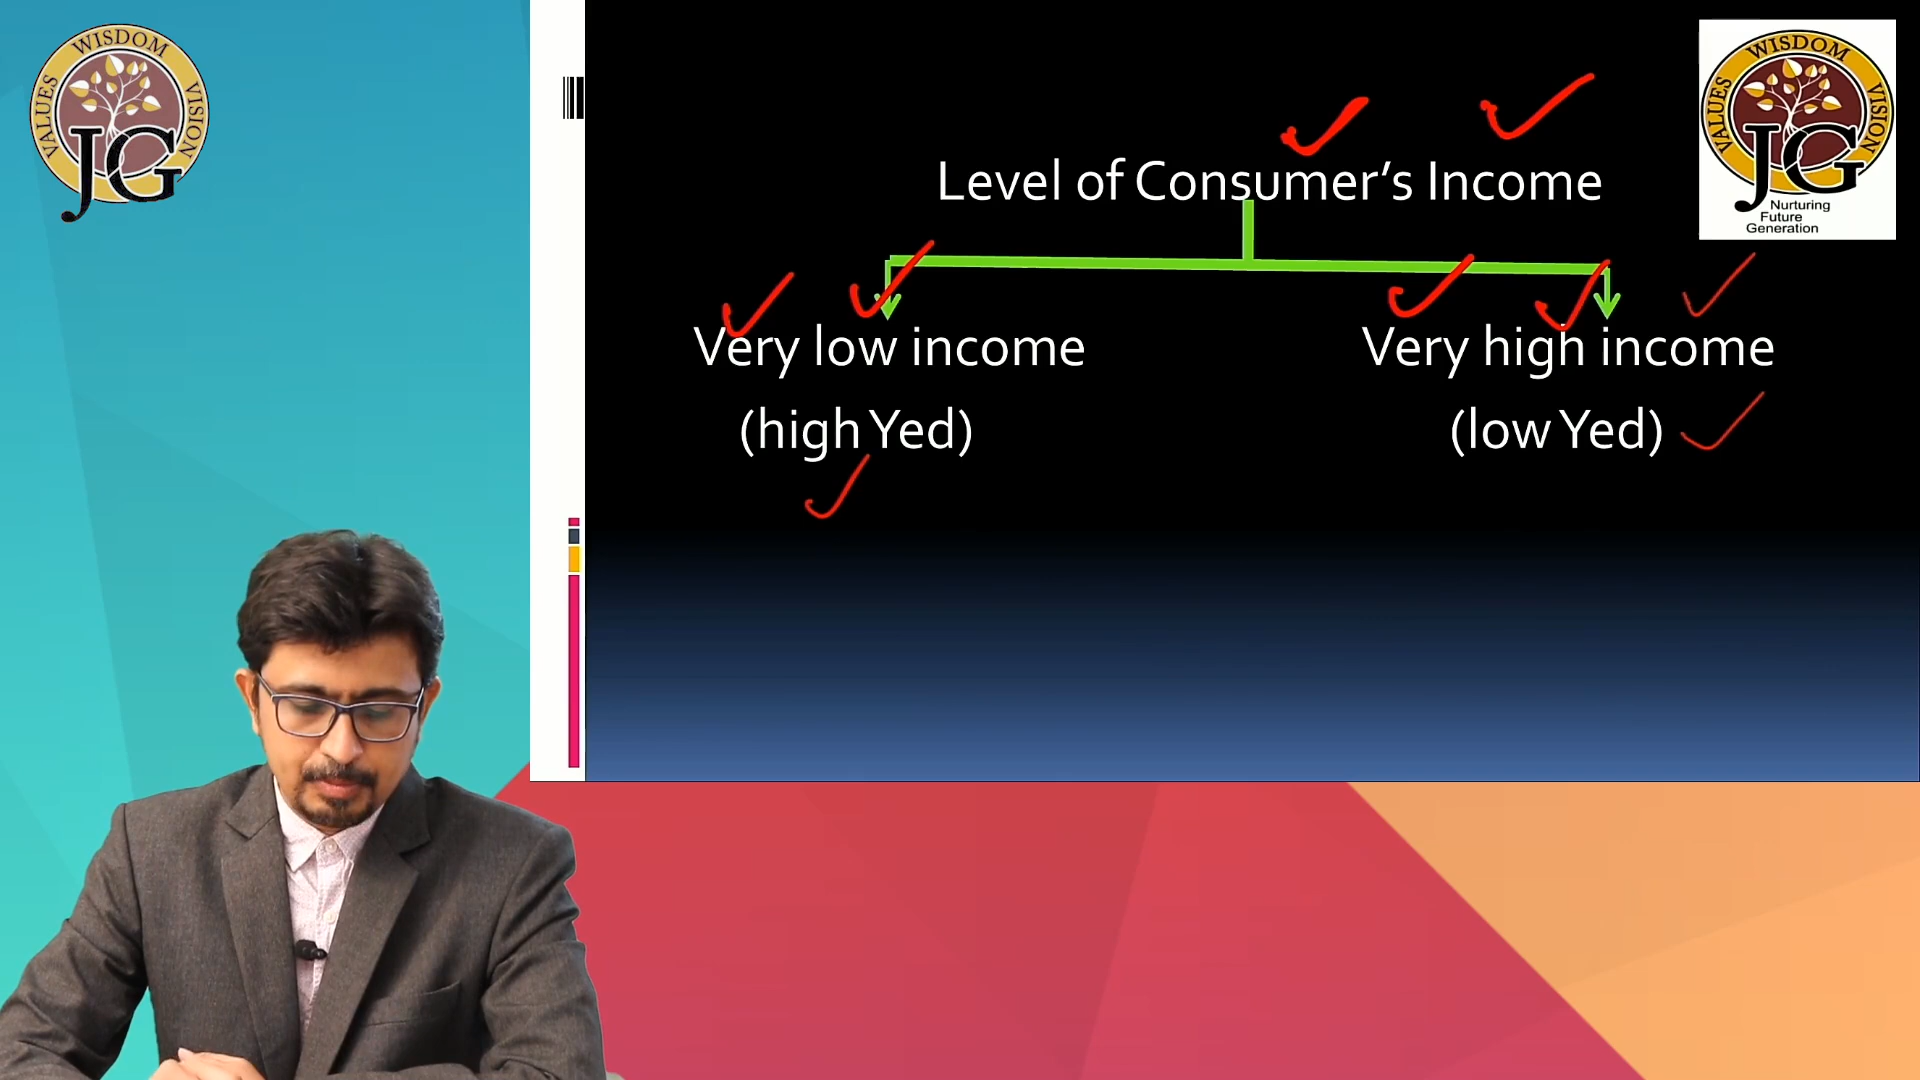 VALUES WISDOM VISION
JG
VALUES WISDOM VISION
JG
Nurturing
Future
Generation
Level of Consumer's Income
Very low income
Very high income
(high Yed)
(low Yed)